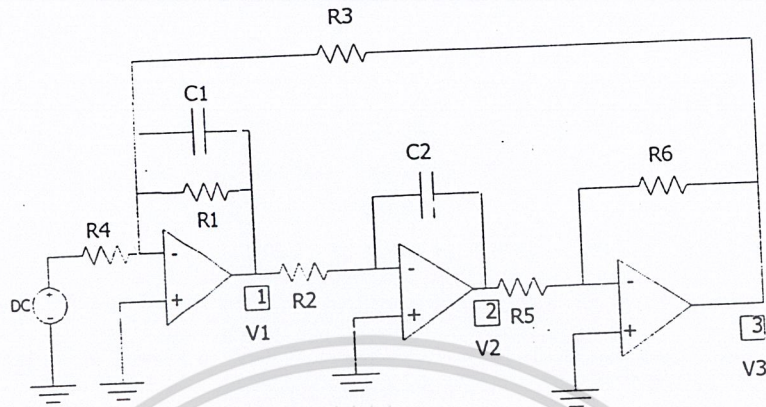 R3
C1
R1
R4
-
+
DC
+
-
1
V1
R2
C2
-
+
2
V2
R5
R6
-
+
3
V3